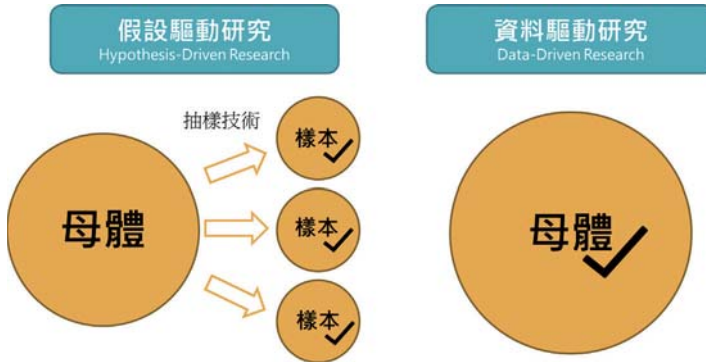 假設驅動研究
Hypothesis-Driven Research
抽樣技術
母體
樣本
樣本
樣本
資料驅動研究
Data-Driven Research
母體